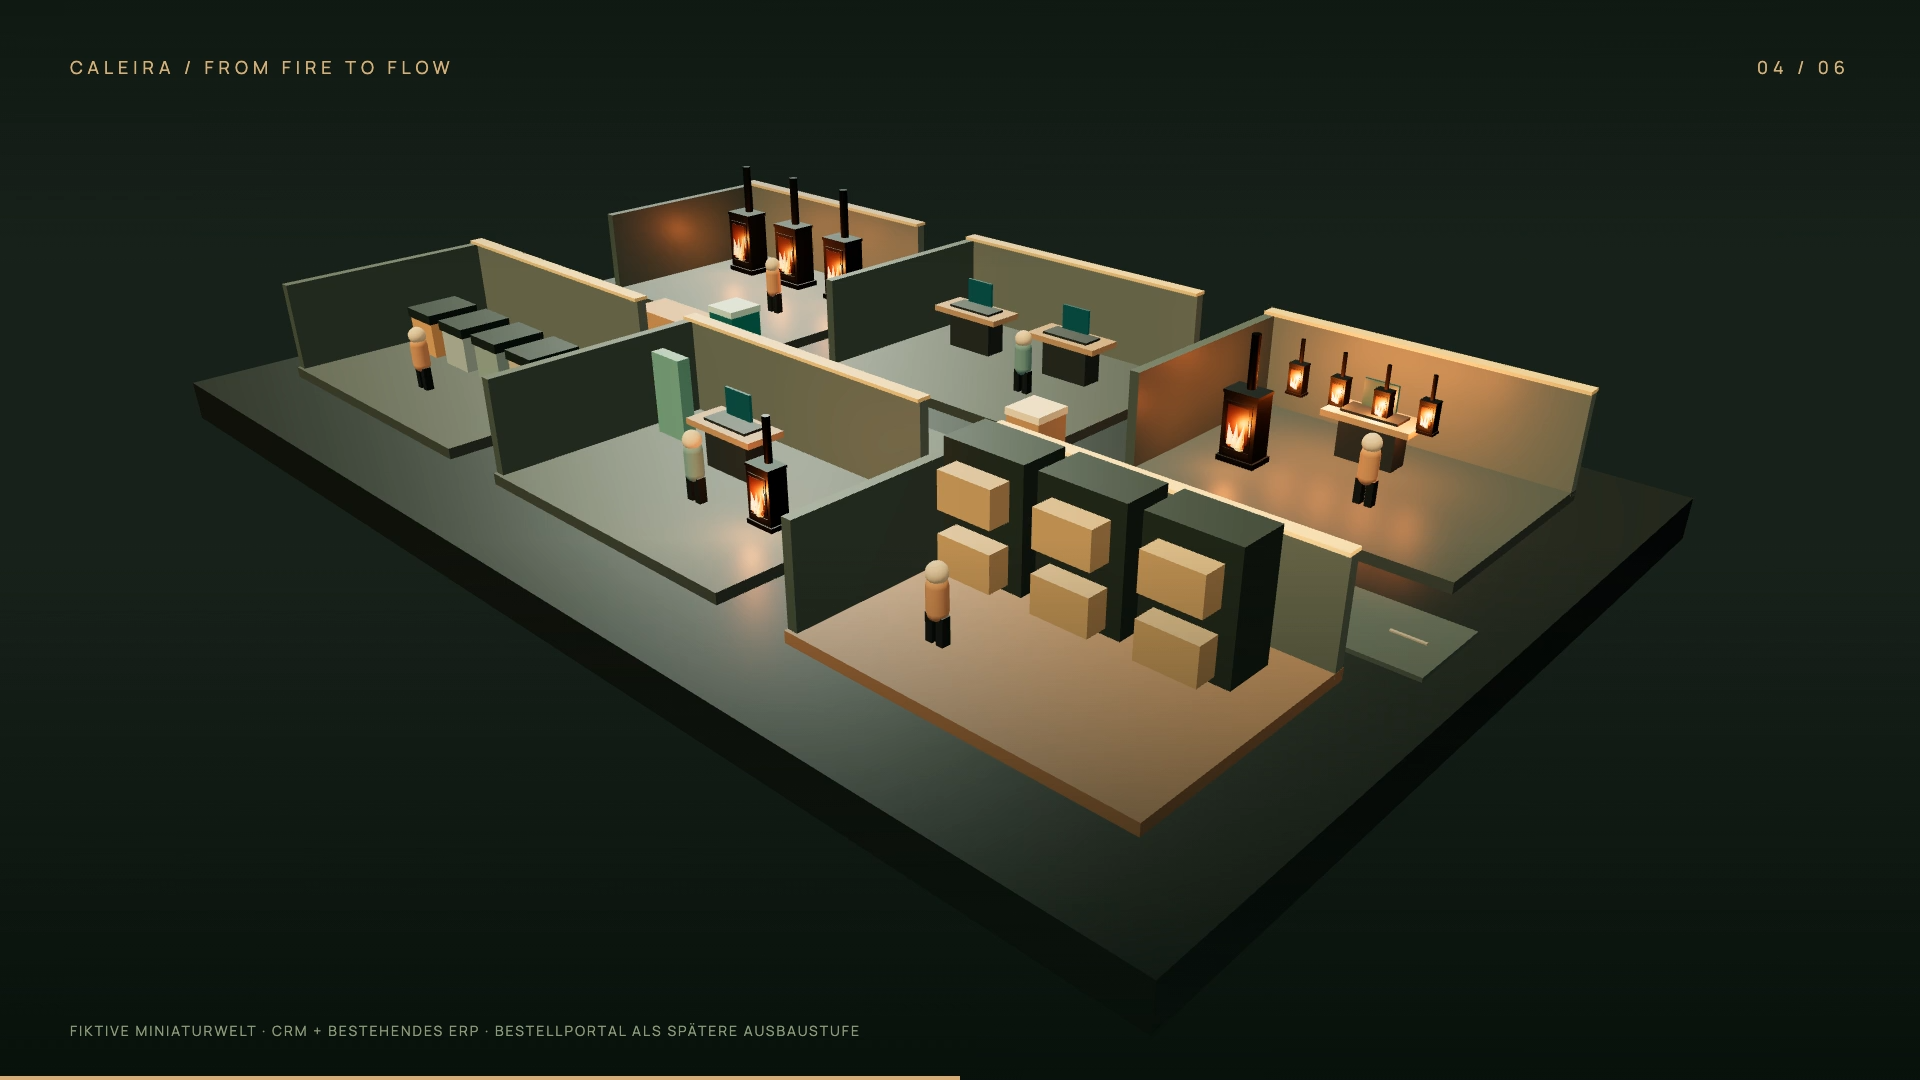 CALEIRA / FROM FIRE TO FLOW
04 / 06
FIKTIVE MINIATURWELT · CRM + BESTEHENDES ERP · BESTELLPORTAL ALS SPÄTERE AUSBAUSTUFE